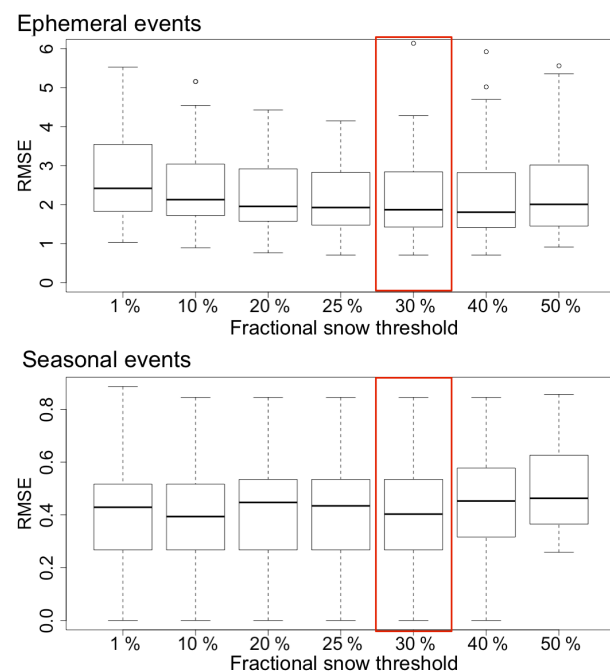 Ephemeral events
6
5
4
3
2
1
0
RMSE
1 % 10 % 20 % 25 % 30 % 40 % 50 %
Fractional snow threshold
Seasonal events
0.8
0.6
0.4
0.2
0.0
RMSE
1 % 10 % 20 % 25 % 30 % 40 % 50 %
Fractional snow threshold